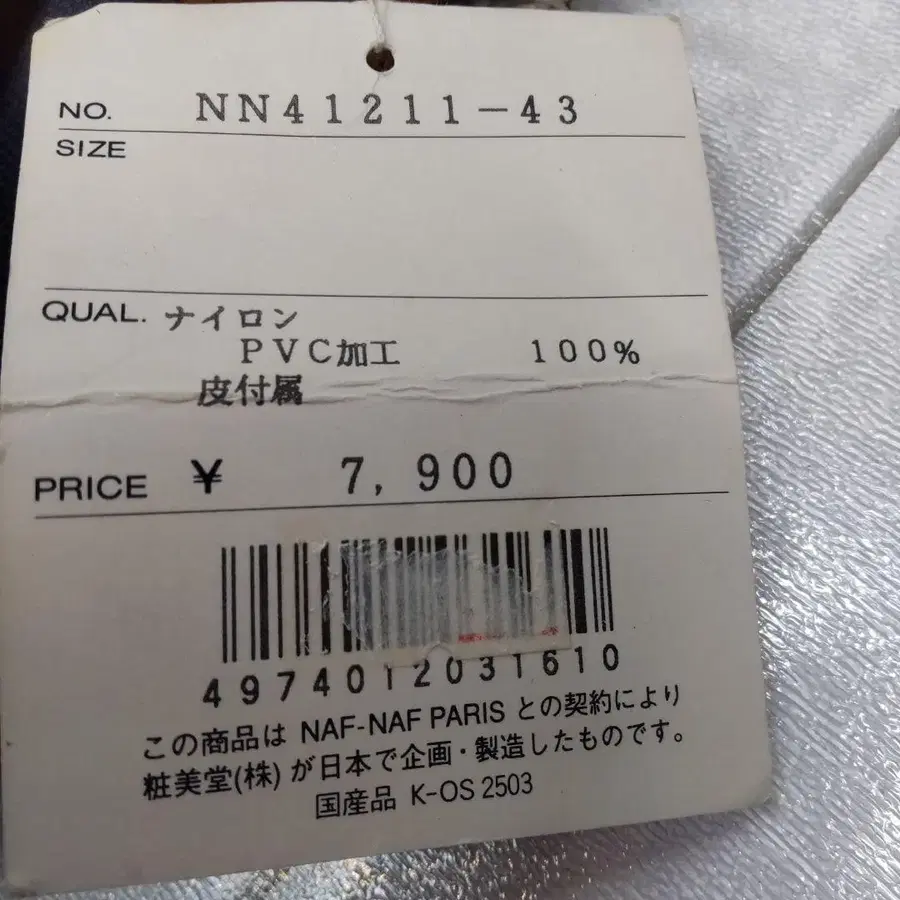 NO. NN41211-43
SIZE
QUAL. ナイロン
PVC加工 100%
皮付属
PRICE ¥ 7,900
4974012031610
この商品は NAF-NAF PARIS との契約により
粧美堂(株)が日本で企画・製造したものです。
国産品 K-OS 2503